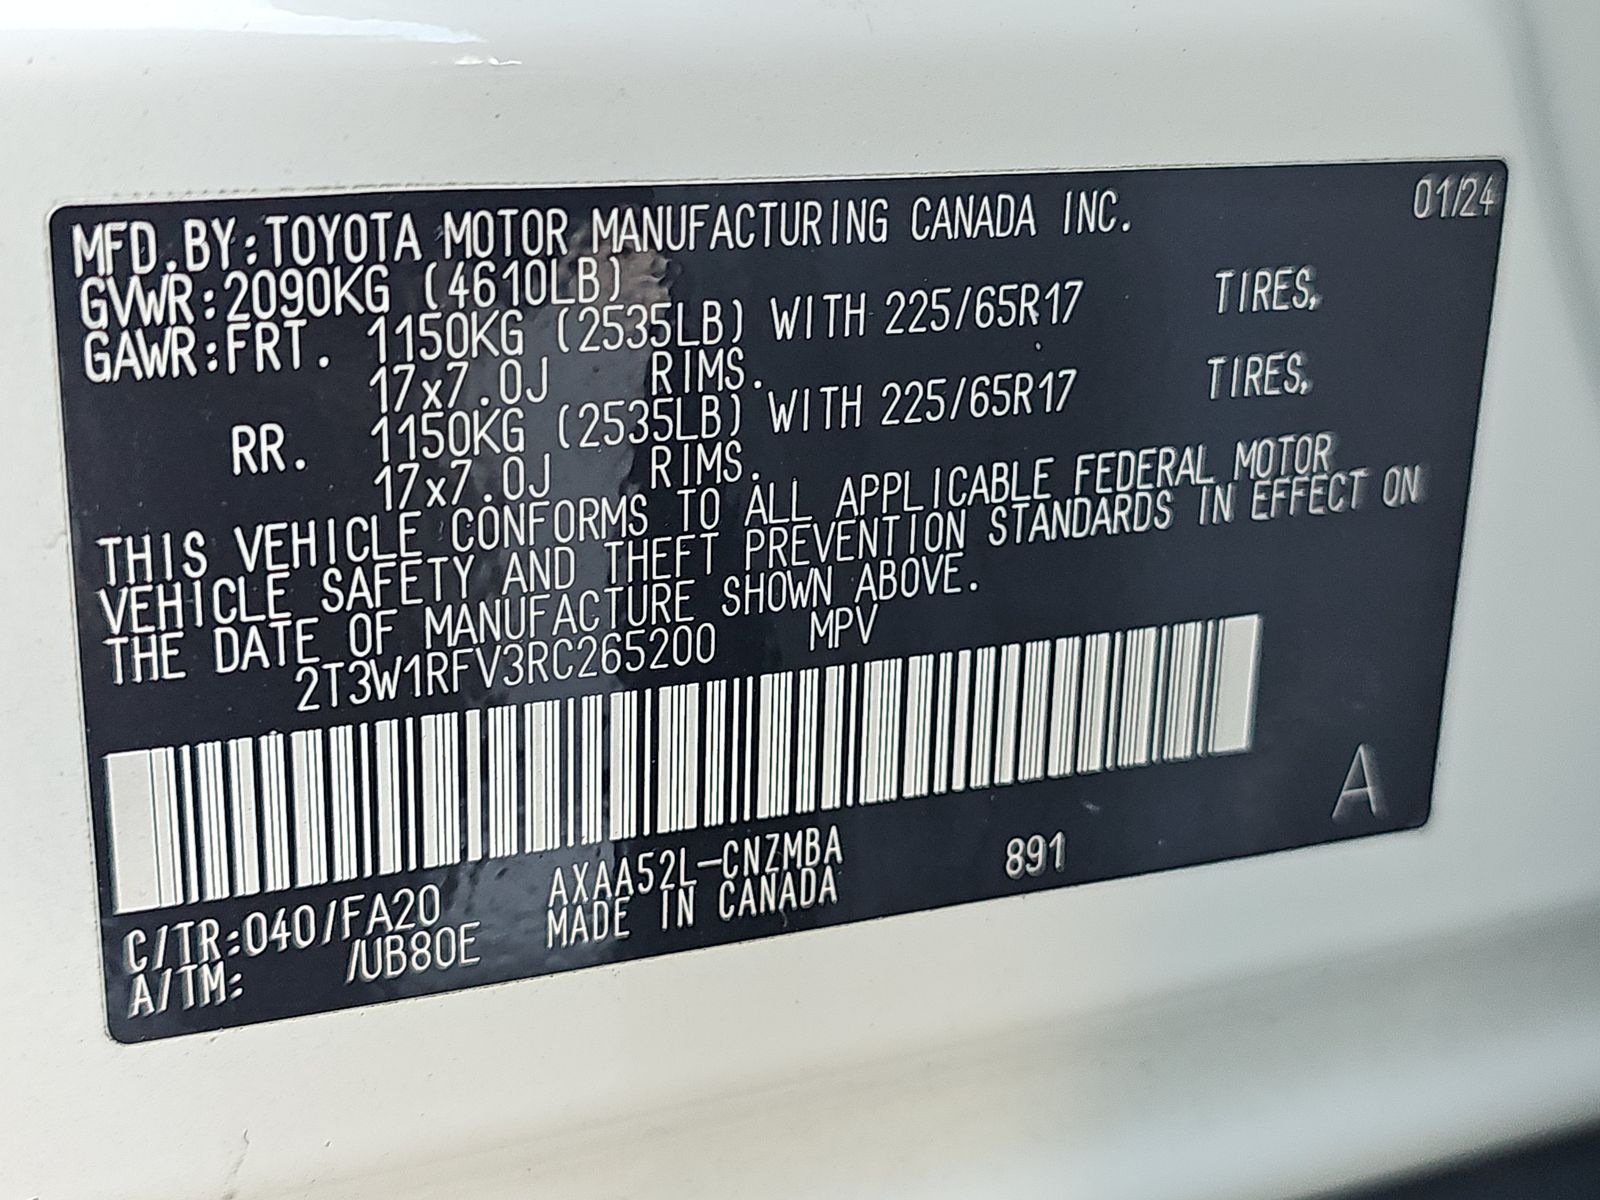 01/24
MFD.BY:TOYOTA MOTOR MANUFACTURING CANADA INC.
GVWR:2090KG (4610LB)
GAWR:FRT. 1150KG (2535LB) WITH 225/65R17 TIRES,
17x7.0J RIMS.
RR. 1150KG (2535LB) WITH 225/65R17 TIRES,
17x7.0J RIMS.
THIS VEHICLE CONFORMS TO ALL APPLICABLE FEDERAL MOTOR
VEHICLE SAFETY AND THEFT PREVENTION STANDARDS IN EFFECT ON
THE DATE OF MANUFACTURE SHOWN ABOVE.
2T3W1RFV3RC265200 MPV
A
C/TR:040/FA20 AXAA52L-CNZMBA 891
A/TM: /UB80E MADE IN CANADA